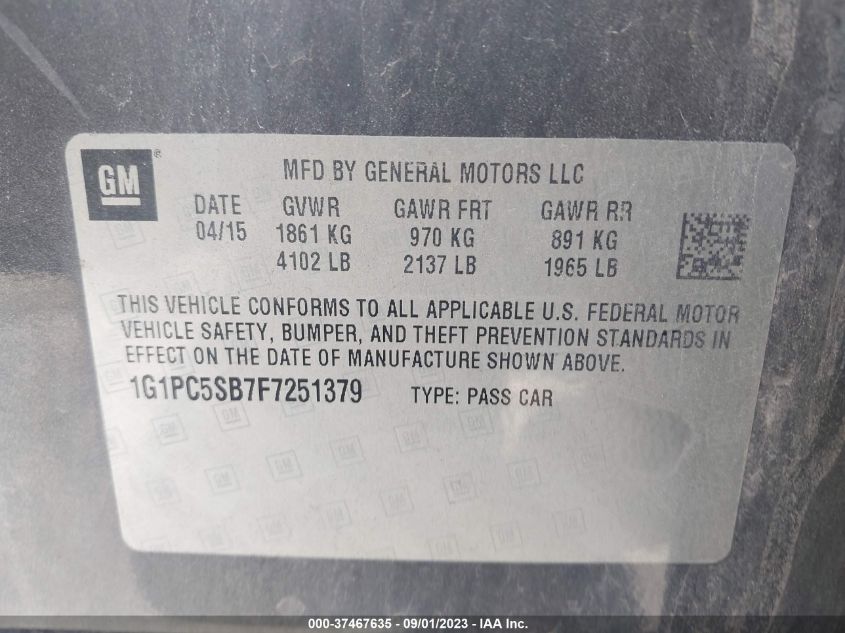 GM ®
MFD BY GENERAL MOTORS LLC
DATE GVWR GAWR FRT GAWR RR
04/15 1861 KG 970 KG 891 KG
4102 LB 2137 LB 1965 LB
THIS VEHICLE CONFORMS TO ALL APPLICABLE U.S. FEDERAL MOTOR
VEHICLE SAFETY, BUMPER, AND THEFT PREVENTION STANDARDS IN
EFFECT ON THE DATE OF MANUFACTURE SHOWN ABOVE.
1G1PC5SB7F7251379 TYPE: PASS CAR
000-37467635 - 09/01/2023 - IAA Inc.